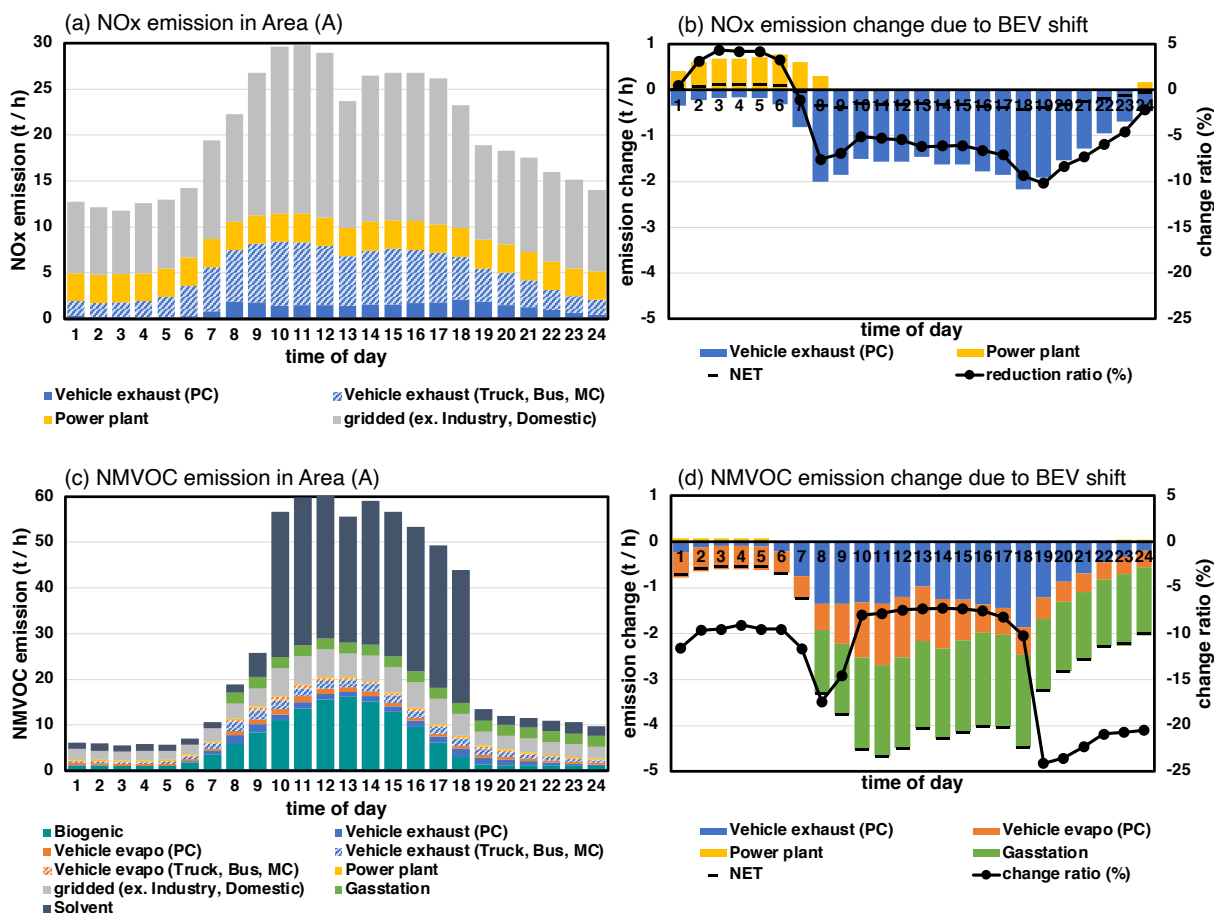 (a) NOx emission in Area (A)
NOx emission (t / h)
30
25
20
15
10
5
0
1 2 3 4 5 6 7 8 9 10 11 12 13 14 15 16 17 18 19 20 21 22 23 24
time of day
Vehicle exhaust (PC) Vehicle exhaust (Truck, Bus, MC)
Power plant gridded (ex. Industry, Domestic)
(b) NOx emission change due to BEV shift
emission change (t / h)
1
0
-1
-2
-3
-4
-5
1 2 3 4 5 6 7 8 9 10 11 12 13 14 15 16 17 18 19 20 21 22 23 24
5
0
-5
-10
-15
-20
-25
change ratio (%)
time of day
Vehicle exhaust (PC) Power plant
NET reduction ratio (%)
(c) NMVOC emission in Area (A)
NMVOC emission (t / h)
60
50
40
30
20
10
0
1 2 3 4 5 6 7 8 9 10 11 12 13 14 15 16 17 18 19 20 21 22 23 24
time of day
Biogenic Vehicle exhaust (PC)
Vehicle evapo (PC) Vehicle exhaust (Truck, Bus, MC)
Vehicle evapo (Truck, Bus, MC) Power plant
gridded (ex. Industry, Domestic) Gasstation
Solvent
(d) NMVOC emission change due to BEV shift
emission change (t / h)
1
0
-1
-2
-3
-4
-5
1 2 3 4 5 6 7 8 9 10 11 12 13 14 15 16 17 18 19 20 21 22 23 24
5
0
-5
-10
-15
-20
-25
change ratio (%)
time of day
Vehicle exhaust (PC) Vehicle evapo (PC)
Power plant Gasstation
NET change ratio (%)